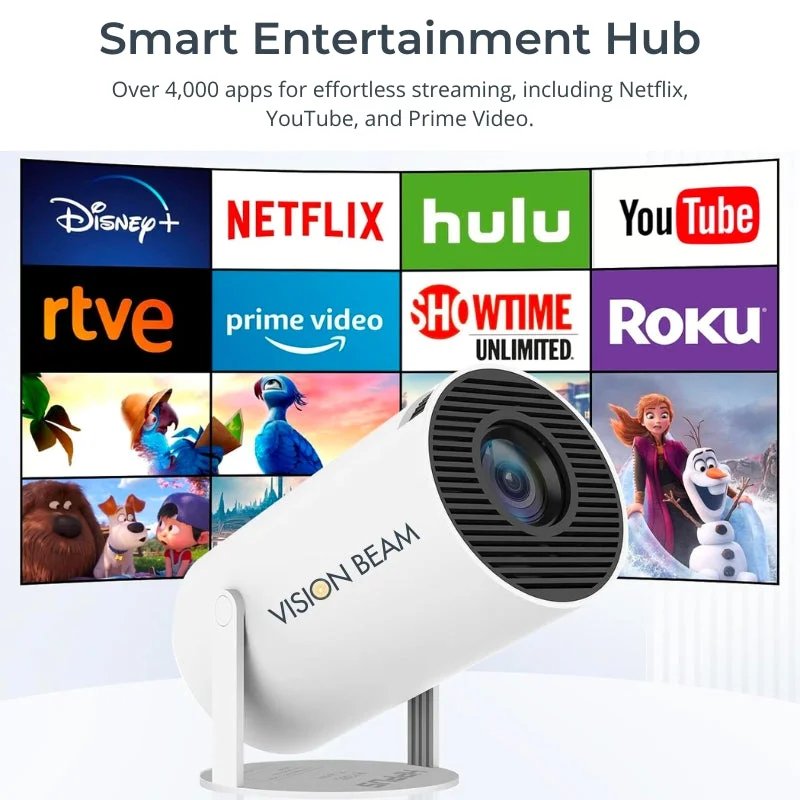 Smart Entertainment Hub
Over 4,000 apps for effortless streaming, including Netflix,
YouTube, and Prime Video.
Disney+
NETFLIX
hulu
YouTube
rtve
prime video
SHOWTIME
UNLIMITED.
ROKU
VISION BEAM